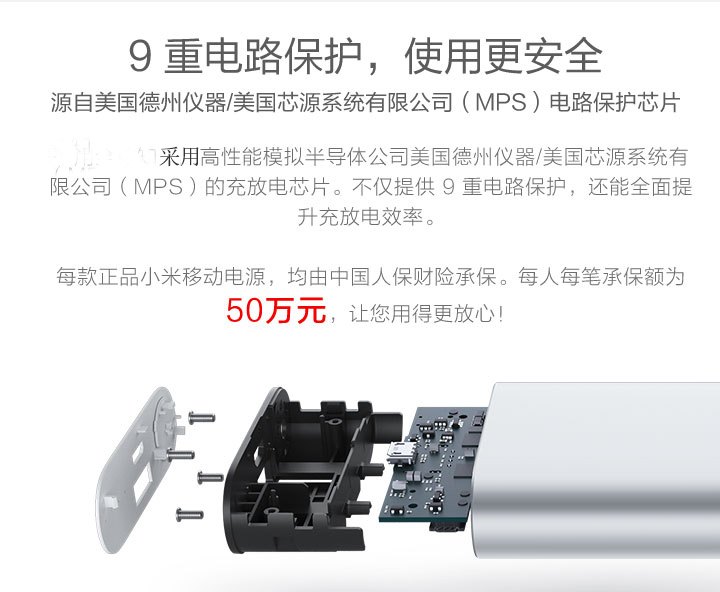 9 重电路保护，使用更安全
源自美国德州仪器/美国芯源系统有限公司（MPS）电路保护芯片
采用高性能模拟半导体公司美国德州仪器/美国芯源系统有
限公司（MPS）的充放电芯片。不仅提供 9 重电路保护，还能全面提
升充放电效率。
每款正品小米移动电源，均由中国人保财险承保。每人每笔承保额为
50万元，让您用得更放心！